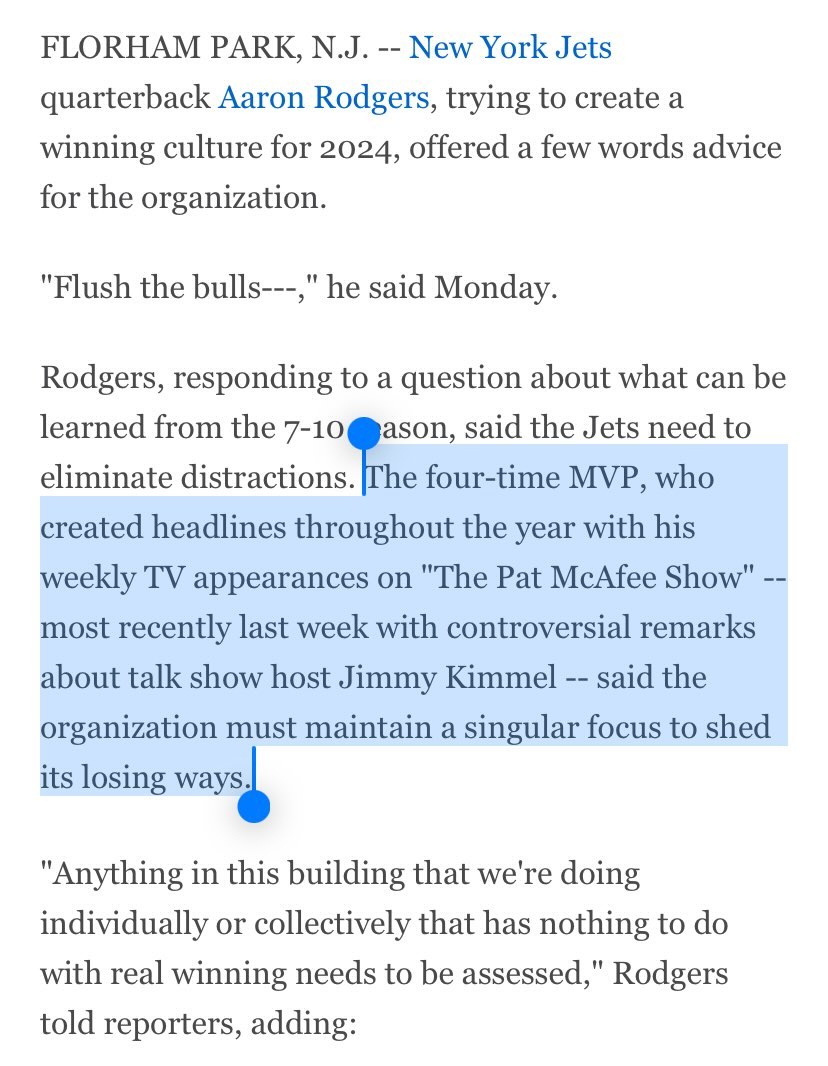 FLORHAM PARK, N.J. -- New York Jets
quarterback Aaron Rodgers, trying to create a
winning culture for 2024, offered a few words advice
for the organization.
"Flush the bulls---," he said Monday.
Rodgers, responding to a question about what can be
learned from the 7-10 season, said the Jets need to
eliminate distractions. The four-time MVP, who
created headlines throughout the year with his
weekly TV appearances on "The Pat McAfee Show" --
most recently last week with controversial remarks
about talk show host Jimmy Kimmel -- said the
organization must maintain a singular focus to shed
its losing ways.
"Anything in this building that we're doing
individually or collectively that has nothing to do
with real winning needs to be assessed," Rodgers
told reporters, adding: